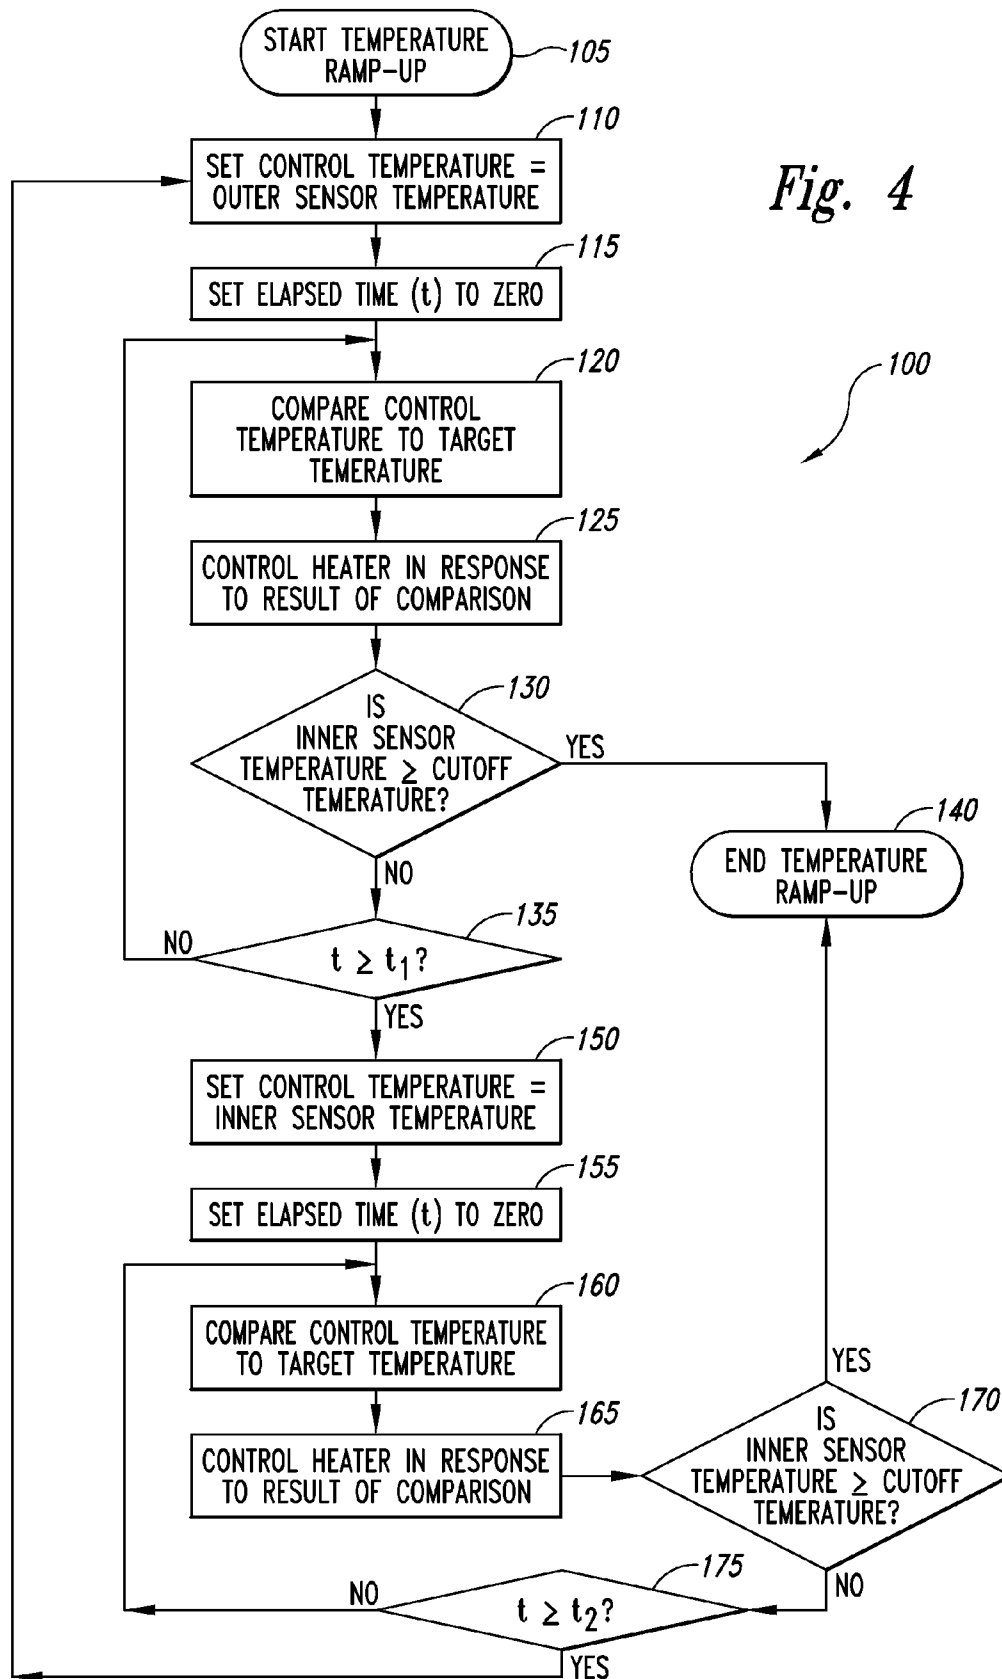 START TEMPERATURE
RAMP-UP
105
110
SET CONTROL TEMPERATURE =
OUTER SENSOR TEMPERATURE
Fig. 4
115
SET ELAPSED TIME (t) TO ZERO
120
COMPARE CONTROL
TEMPERATURE TO TARGET
TEMERATURE
100
125
CONTROL HEATER IN RESPONSE
TO RESULT OF COMPARISON
130
IS
INNER SENSOR
TEMPERATURE ≥ CUTOFF
TEMERATURE?
YES
NO
140
END TEMPERATURE
RAMP-UP
135
NO
t ≥ t₁?
YES
150
SET CONTROL TEMPERATURE =
INNER SENSOR TEMPERATURE
155
SET ELAPSED TIME (t) TO ZERO
160
COMPARE CONTROL TEMPERATURE
TO TARGET TEMPERATURE
165
CONTROL HEATER IN RESPONSE
TO RESULT OF COMPARISON
YES
170
IS
INNER SENSOR
TEMPERATURE ≥ CUTOFF
TEMERATURE?
NO
175
NO
t ≥ t₂?
YES